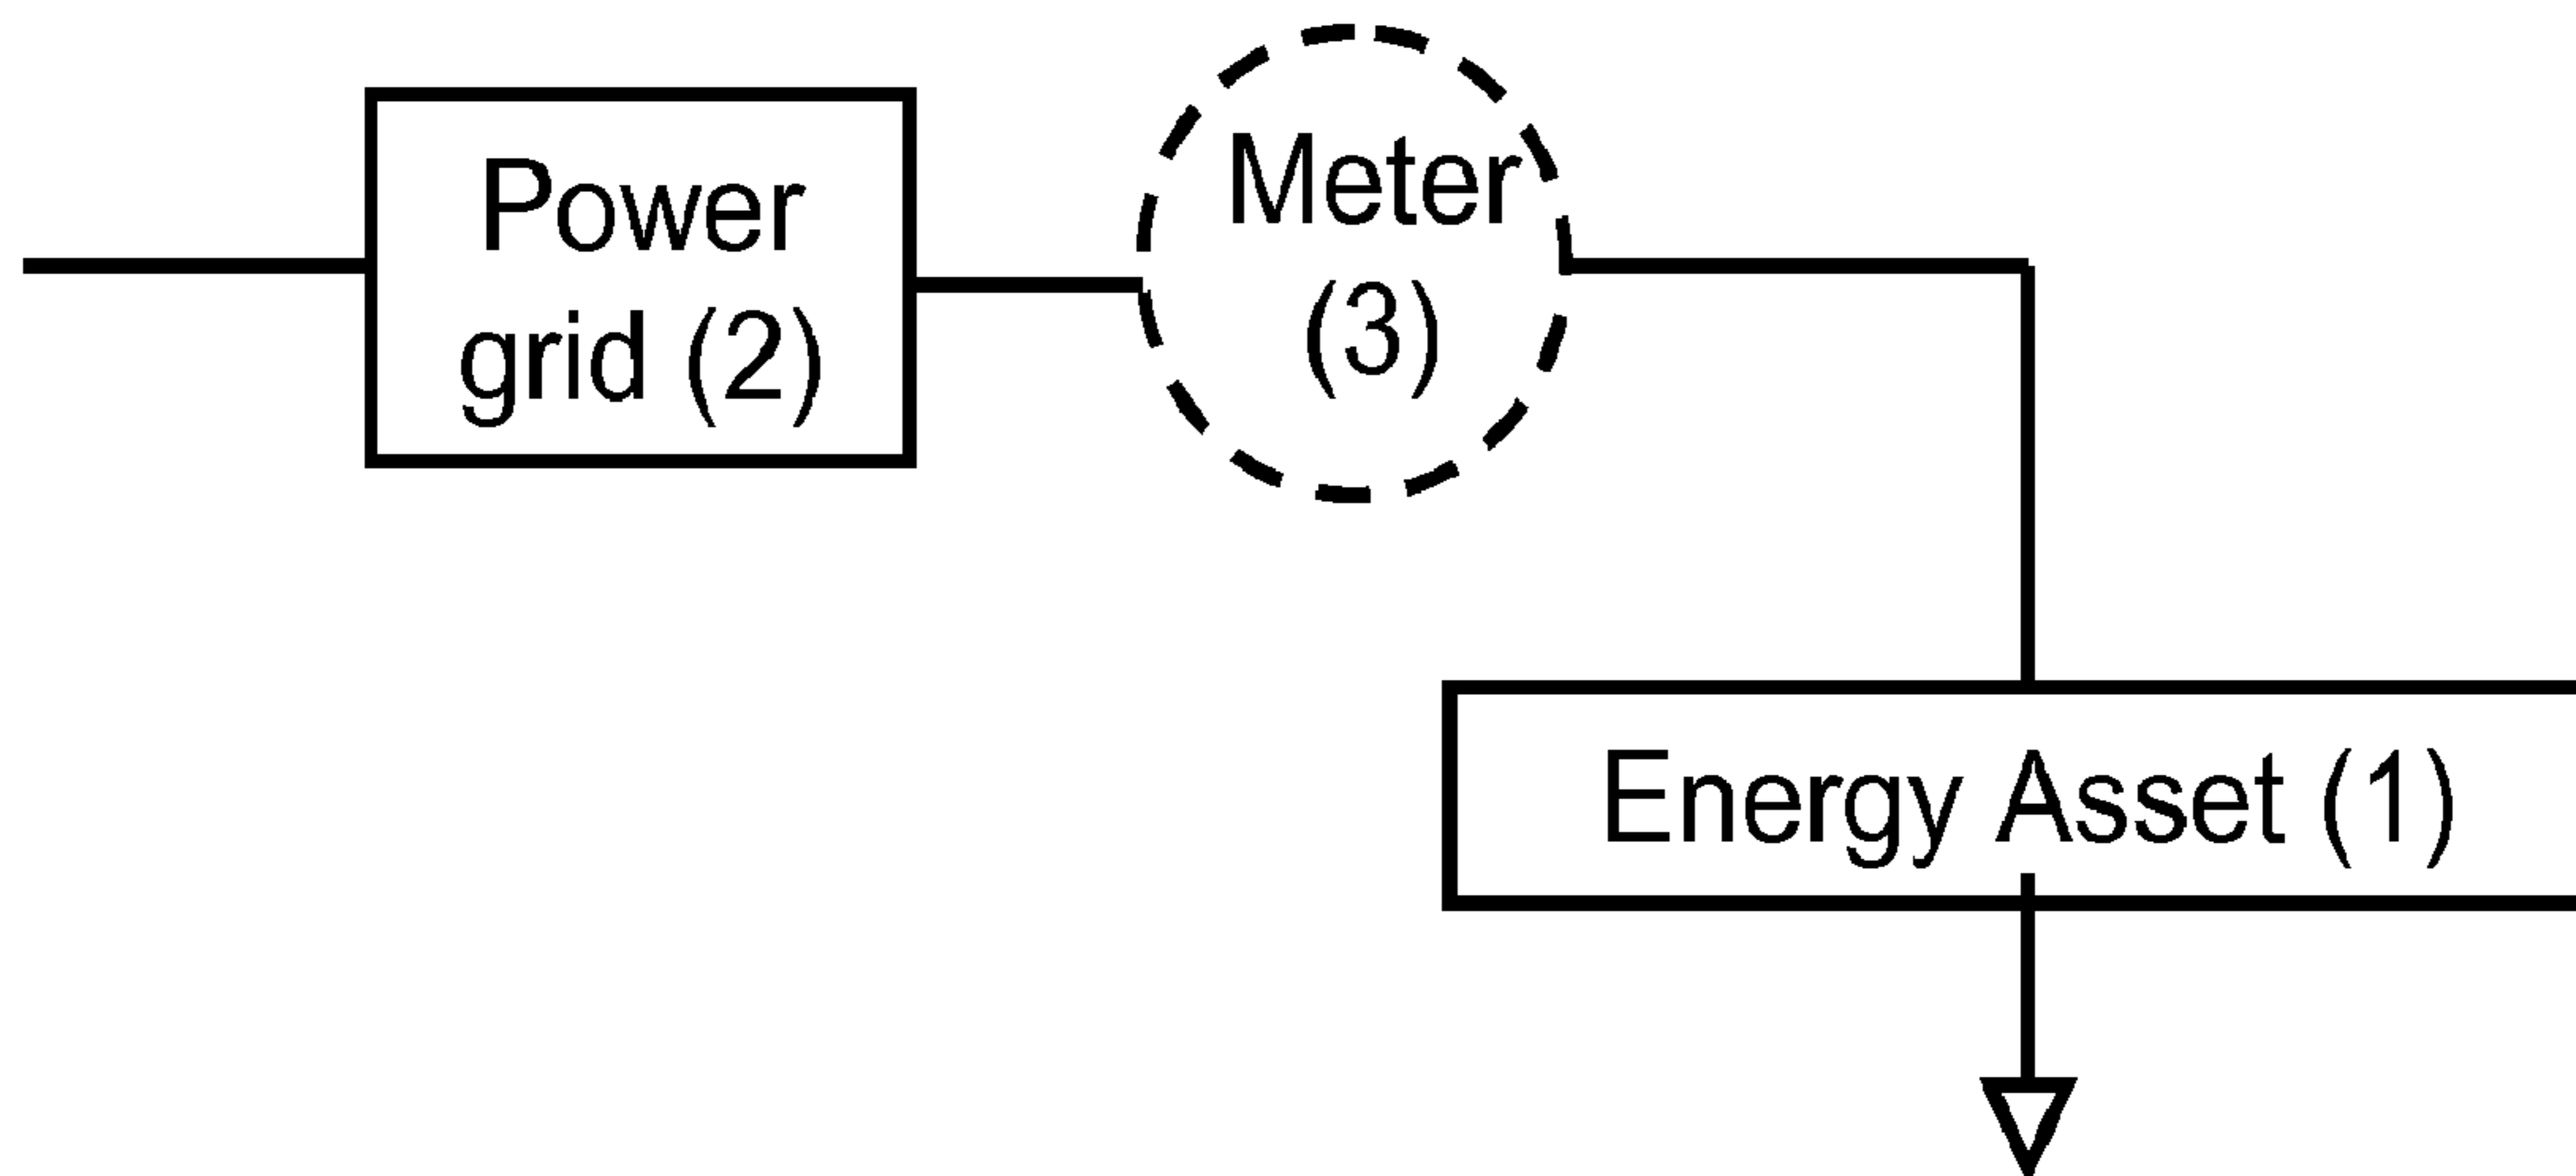 Power
grid (2)
Meter
(3)
Energy Asset (1)